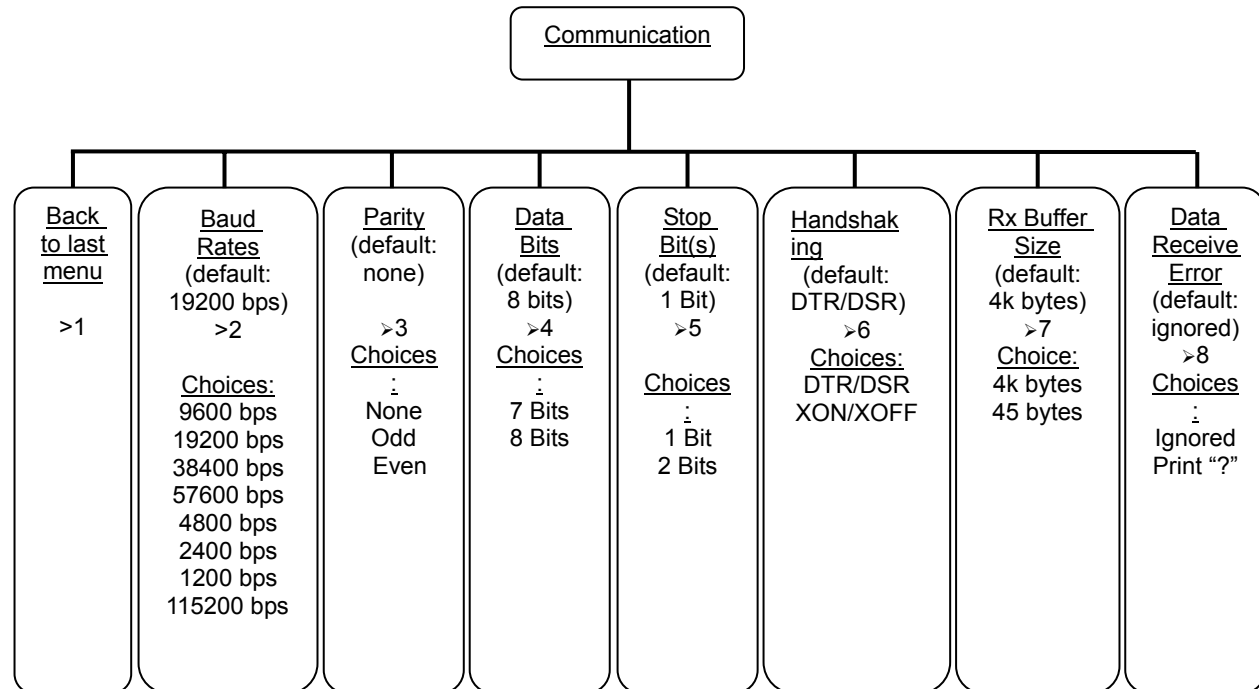 Communication
Back
to last
menu
>1
Baud
Rates
(default:
19200 bps)
>2
Choices:
9600 bps
19200 bps
38400 bps
57600 bps
4800 bps
2400 bps
1200 bps
115200 bps
Parity
(default:
none)
➢3
Choices
:
None
Odd
Even
Data
Bits
(default:
8 bits)
➢4
Choices
:
7 Bits
8 Bits
Stop
Bit(s)
(default:
1 Bit)
➢5
Choices
:
1 Bit
2 Bits
Handshak
ing
(default:
DTR/DSR)
➢6
Choices:
DTR/DSR
XON/XOFF
Rx Buffer
Size
(default:
4k bytes)
➢7
Choice:
4k bytes
45 bytes
Data
Receive
Error
(default:
ignored)
➢8
Choices
:
Ignored
Print “?”